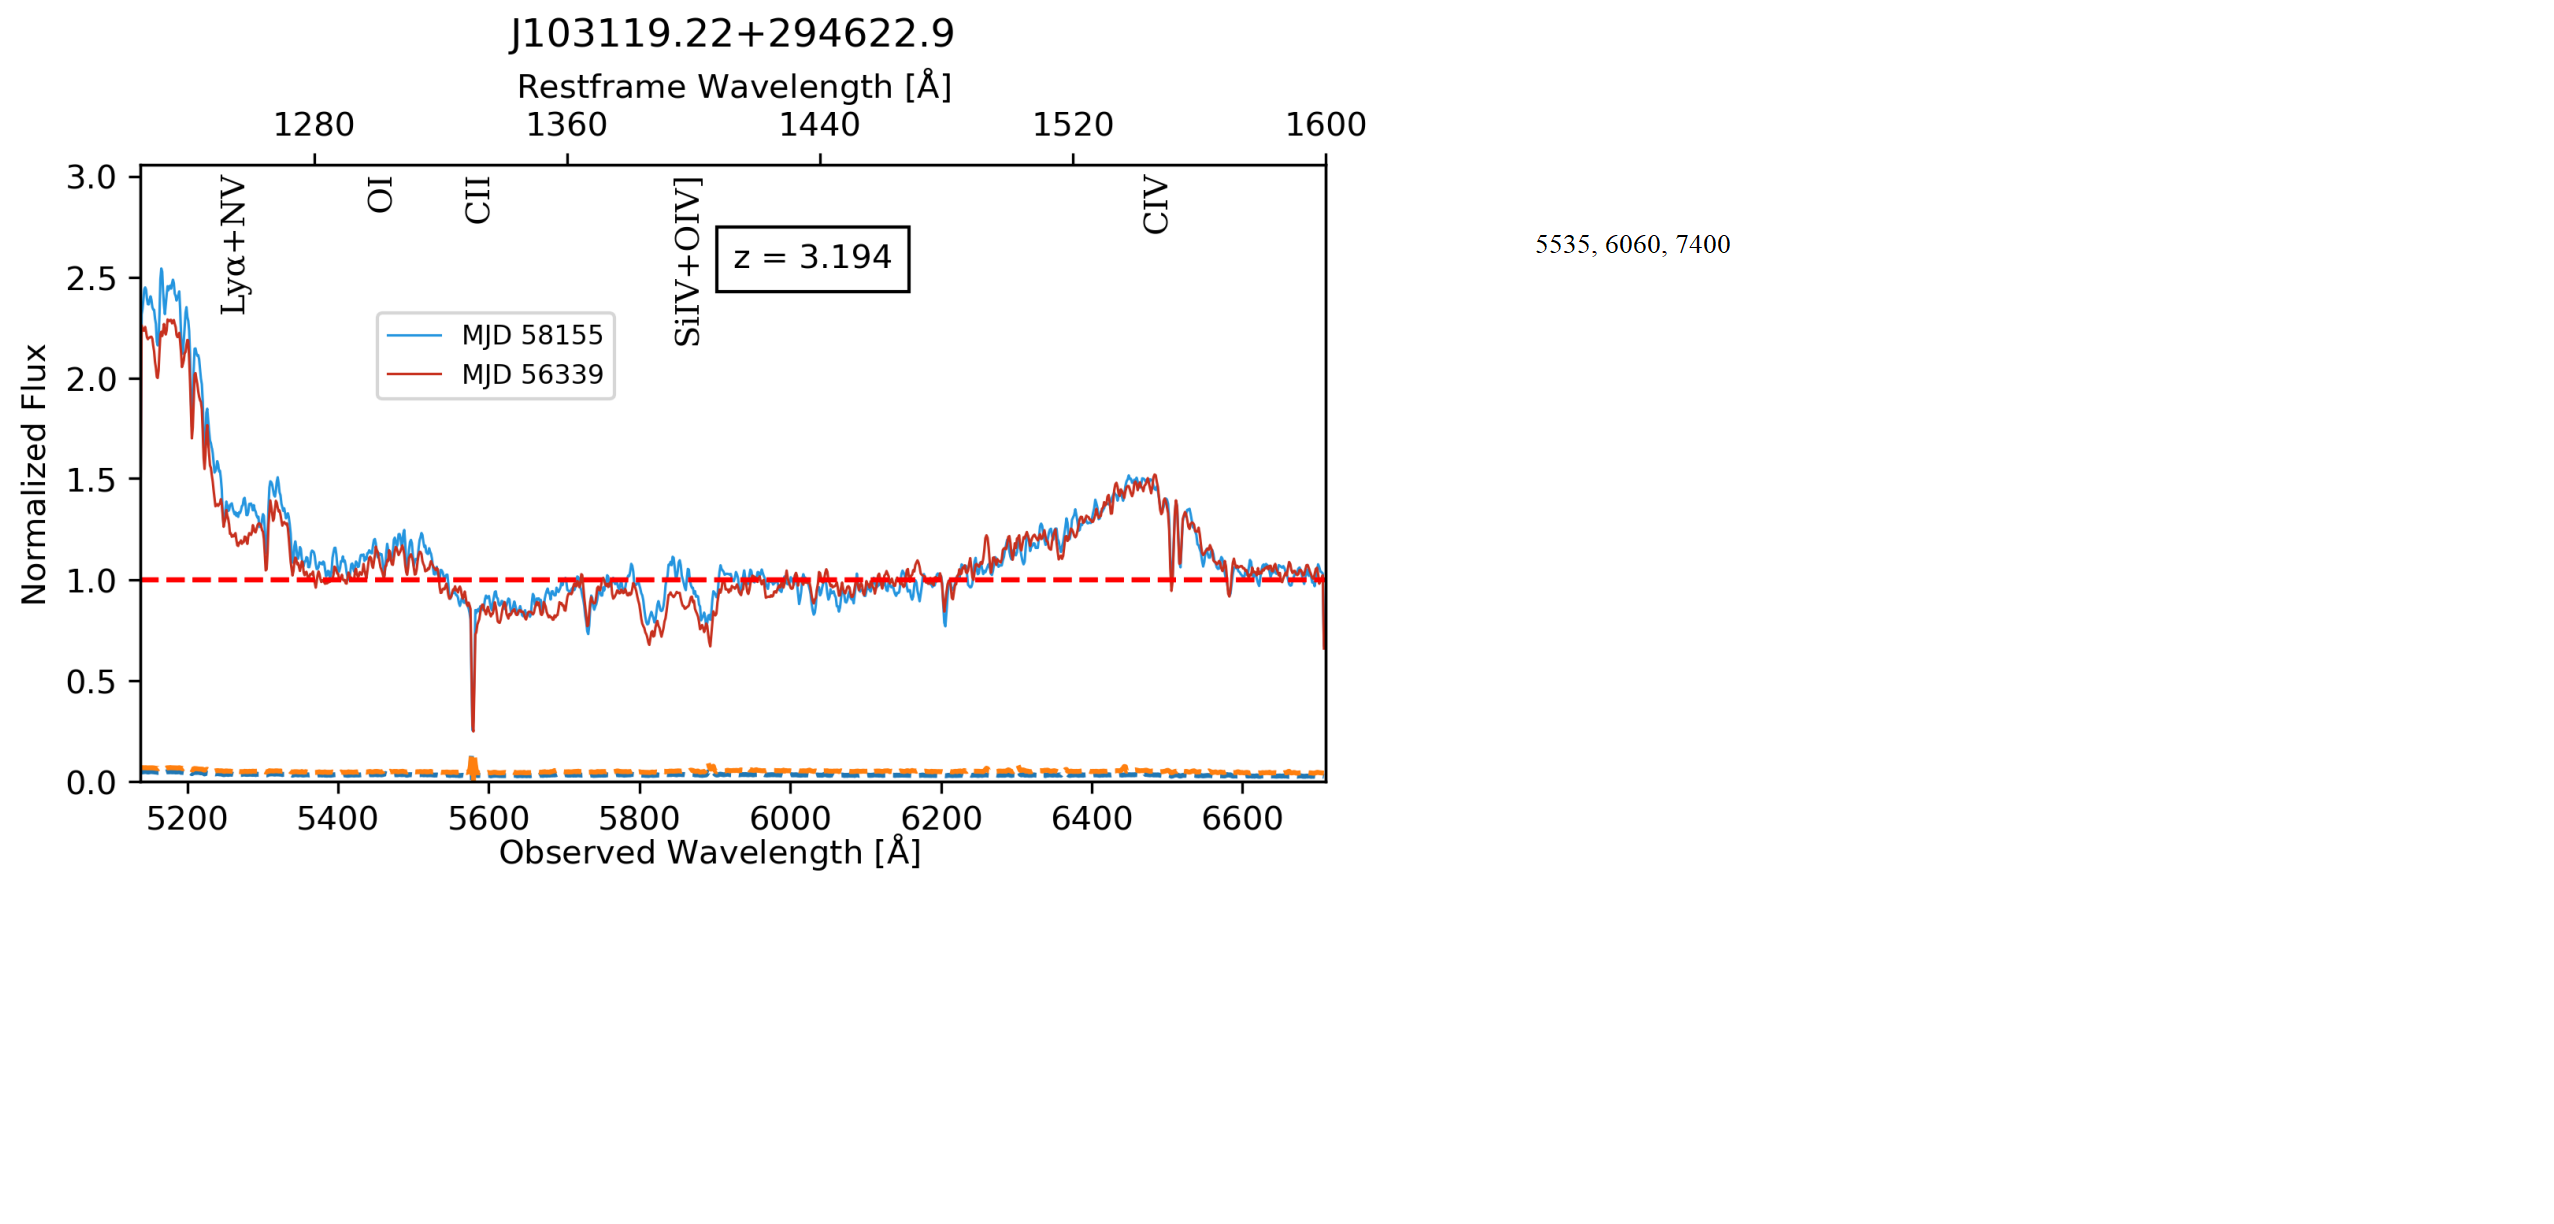 J103119.22+294622.9
Restframe Wavelength [Å]
1280 1360 1440 1520 1600
Normalized Flux
3.0
2.5
2.0
1.5
1.0
0.5
0.0
Lyα+NV
OI
CII
SiIV+OIV]
CIV
z = 3.194
MJD 58155
MJD 56339
5200 5400 5600 5800 6000 6200 6400 6600
Observed Wavelength [Å]
5535, 6060, 7400